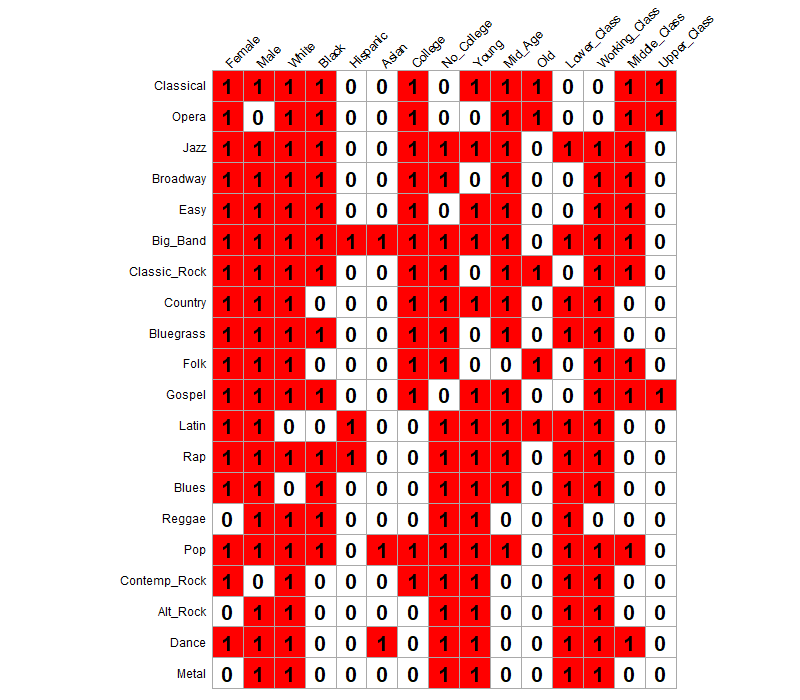 Female Male White Black Hispanic Asian College No_College Young Mid_Age Old Lower_Class Working_Class Middle_Class Upper_Class
Classical 1 1 1 1 0 0 1 0 1 1 1 0 0 1 1
Opera 1 0 1 1 0 0 1 0 0 1 1 0 0 1 1
Jazz 1 1 1 1 0 0 1 1 1 1 0 1 1 1 0
Broadway 1 1 1 1 0 0 1 1 0 1 0 0 1 1 0
Easy 1 1 1 1 0 0 1 0 1 1 0 0 1 1 0
Big_Band 1 1 1 1 1 1 1 1 1 1 0 1 1 1 0
Classic_Rock 1 1 1 1 0 0 1 1 0 1 1 0 1 1 0
Country 1 1 1 0 0 0 1 1 1 1 0 1 1 0 0
Bluegrass 1 1 1 1 0 0 1 1 0 1 0 1 1 0 0
Folk 1 1 1 0 0 0 1 1 0 0 1 0 1 1 0
Gospel 1 1 1 1 0 0 1 0 1 1 0 0 1 1 1
Latin 1 1 0 0 1 0 0 1 1 1 1 1 1 0 0
Rap 1 1 1 1 1 0 0 1 1 1 0 1 1 0 0
Blues 1 1 0 1 0 0 0 1 1 1 0 1 1 0 0
Reggae 0 1 1 1 0 0 0 1 1 0 0 1 0 0 0
Pop 1 1 1 1 0 1 1 1 1 1 0 1 1 1 0
Contemp_Rock 1 0 1 0 0 0 1 1 1 0 0 1 1 0 0
Alt_Rock 0 1 1 0 0 0 0 1 1 0 0 1 1 0 0
Dance 1 1 1 0 0 1 0 1 1 0 0 1 1 1 0
Metal 0 1 1 0 0 0 0 1 1 0 0 1 1 0 0